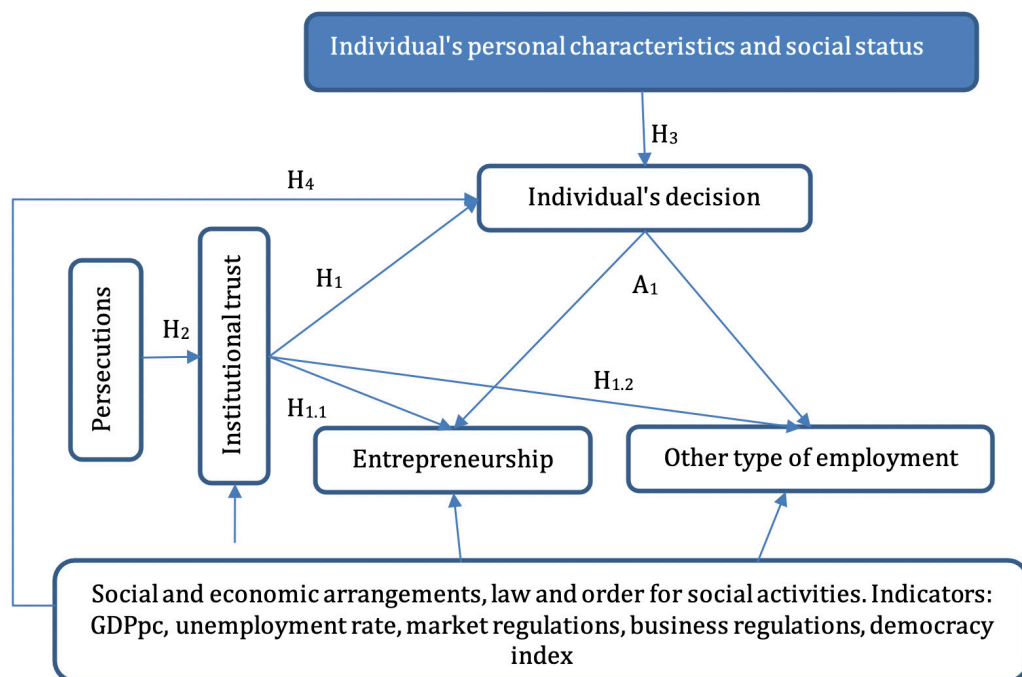 Individual's personal characteristics and social status
H3
H4
Individual's decision
Persecutions
H2
Institutional trust
H1
A1
H1.1
H1.2
Entrepreneurship
Other type of employment
Social and economic arrangements, law and order for social activities. Indicators:
GDPpc, unemployment rate, market regulations, business regulations, democracy
index